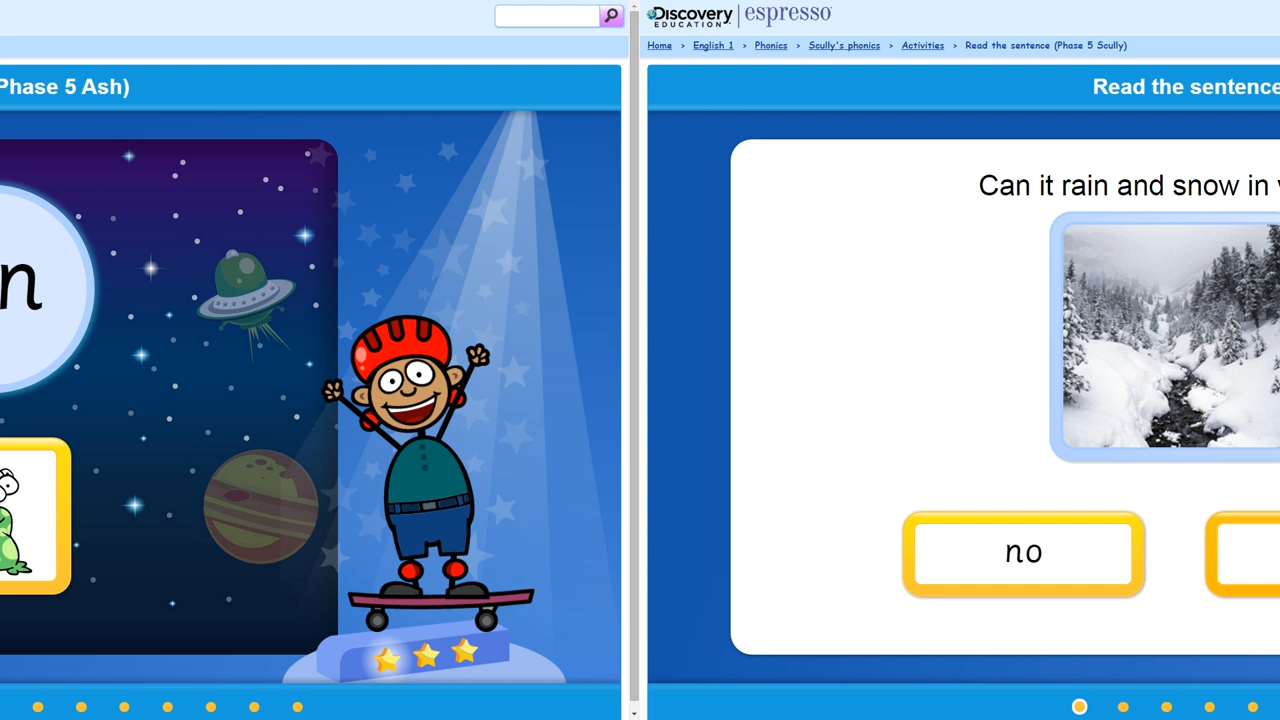 Phase 5 Ash)
n
Discovery
EDUCATION
espresso
Home > English 1 > Phonics > Scully's phonics > Activities > Read the sentence (Phase 5 Scully)
Read the sentence
Can it rain and snow in
no